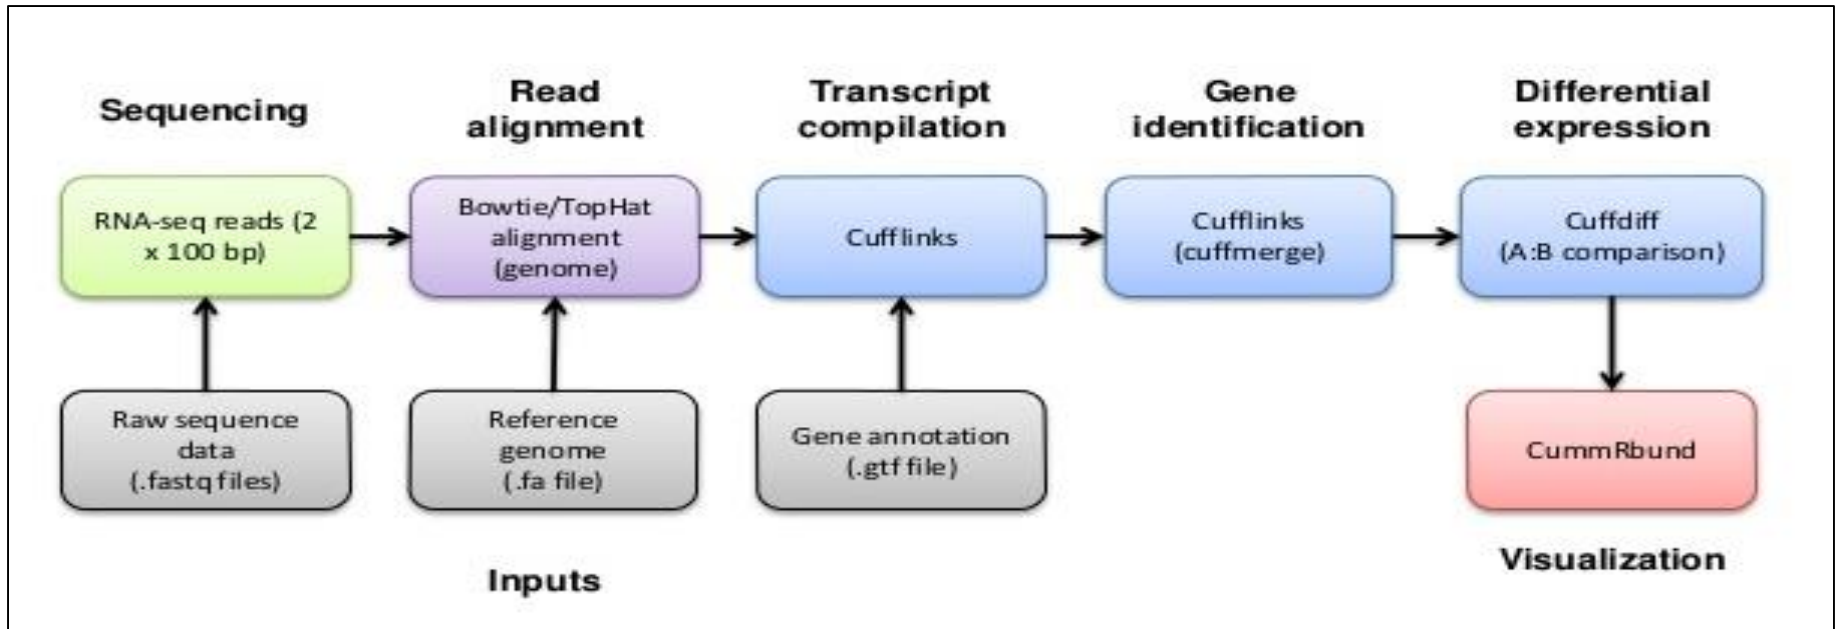 Sequencing
Read
alignment
Transcript
compilation
Gene
identification
Differential
expression
RNA-seq reads (2
x 100 bp)
Bowtie/TopHat
alignment
(genome)
Cufflinks
Cufflinks
(cuffmerge)
Cuffdiff
(A:B comparison)
Raw sequence
data
(.fastq files)
Reference
genome
(.fa file)
Gene annotation
(.gtf file)
CummRbund
Inputs
Visualization